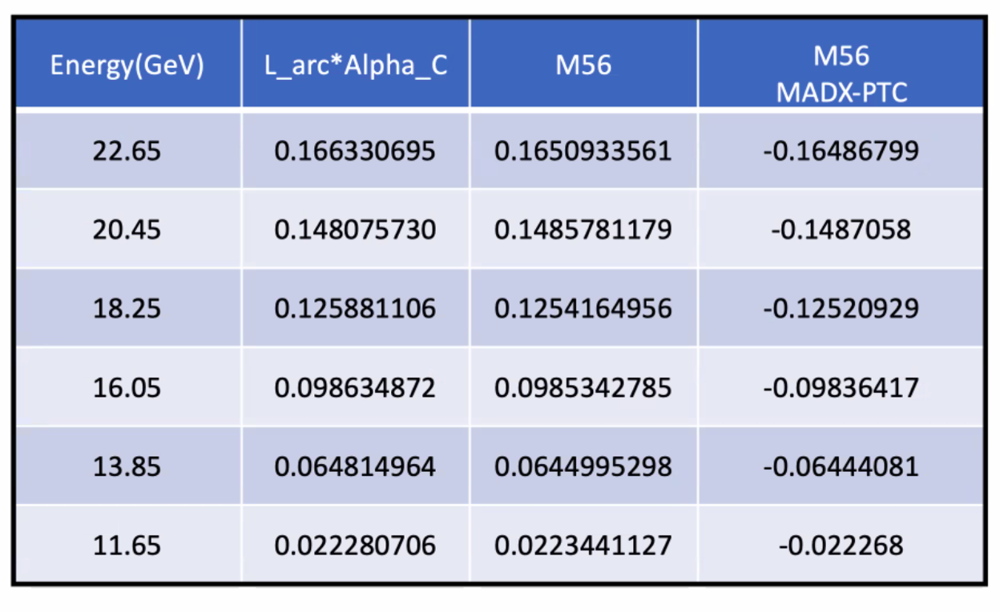 Energy(GeV) L_arc*Alpha_C M56 M56
MADX-PTC
22.65 0.166330695 0.1650933561 -0.16486799
20.45 0.148075730 0.1485781179 -0.1487058
18.25 0.125881106 0.1254164956 -0.12520929
16.05 0.098634872 0.0985342785 -0.09836417
13.85 0.064814964 0.0644995298 -0.06444081
11.65 0.022280706 0.0223441127 -0.022268